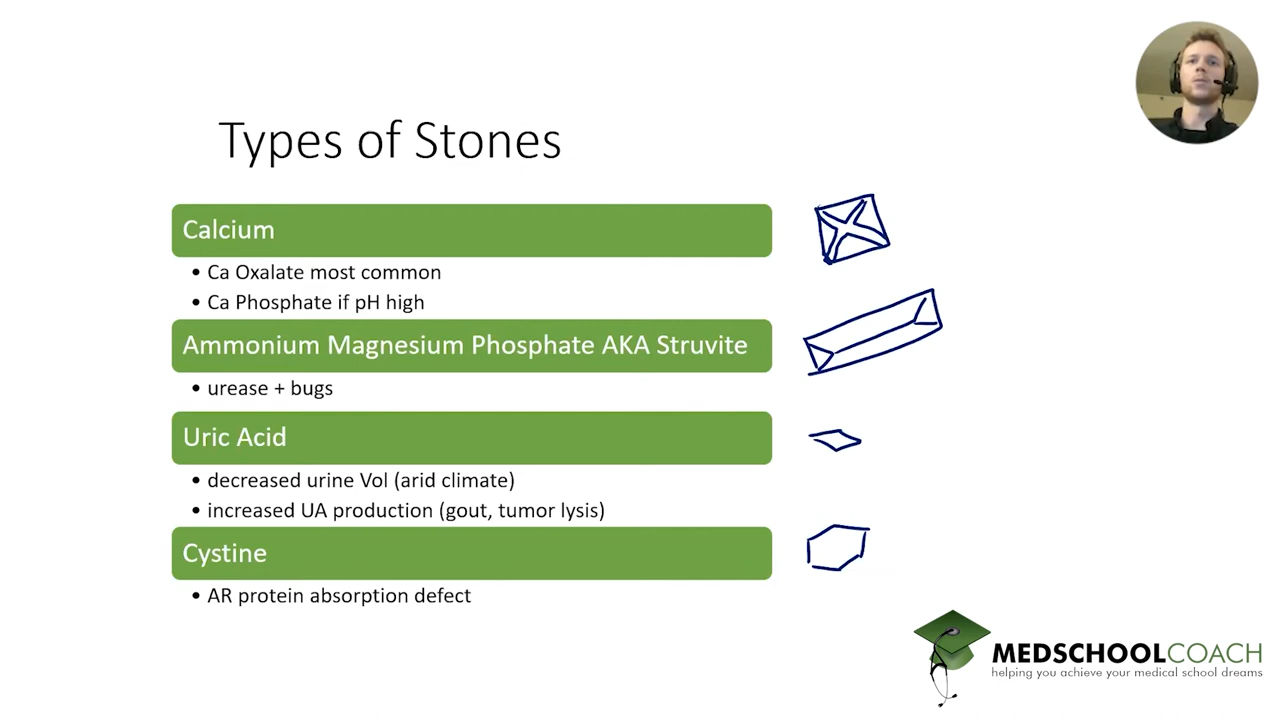 Types of Stones
Calcium
• Ca Oxalate most common
• Ca Phosphate if pH high
Ammonium Magnesium Phosphate AKA Struvite
• urease + bugs
Uric Acid
• decreased urine Vol (arid climate)
• increased UA production (gout, tumor lysis)
Cystine
• AR protein absorption defect
MEDSCHOOLCOACH
helping you achieve your medical school dreams